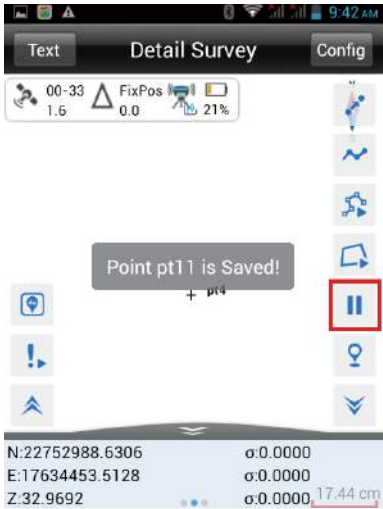 9:42 AM
Text
Detail Survey
Config
00-33
1.6
FixPos
0.0
21%
N
Point pt11 is Saved!
pt4
N:22752988.6306
σ:0.0000
E:17634453.5128
σ:0.0000
Z:32.9692
σ:0.0000
17.44 cm